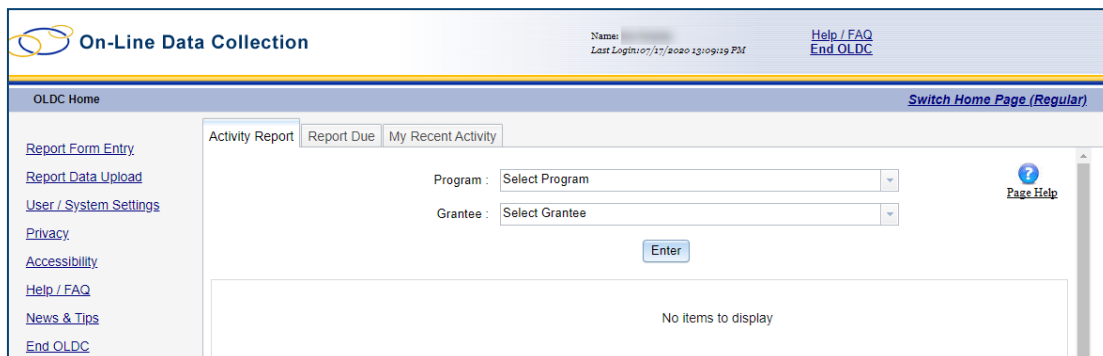 On-Line Data Collection
Name:
Last Login:07/17/2020 13:09:19 PM
Help / FAQ
End OLDC
OLDC Home
Switch Home Page (Regular)
Report Form Entry
Report Data Upload
User / System Settings
Privacy
Accessibility
Help / FAQ
News & Tips
End OLDC
Activity Report Report Due My Recent Activity
Program : Select Program
Grantee : Select Grantee
Enter
? Page Help
No items to display